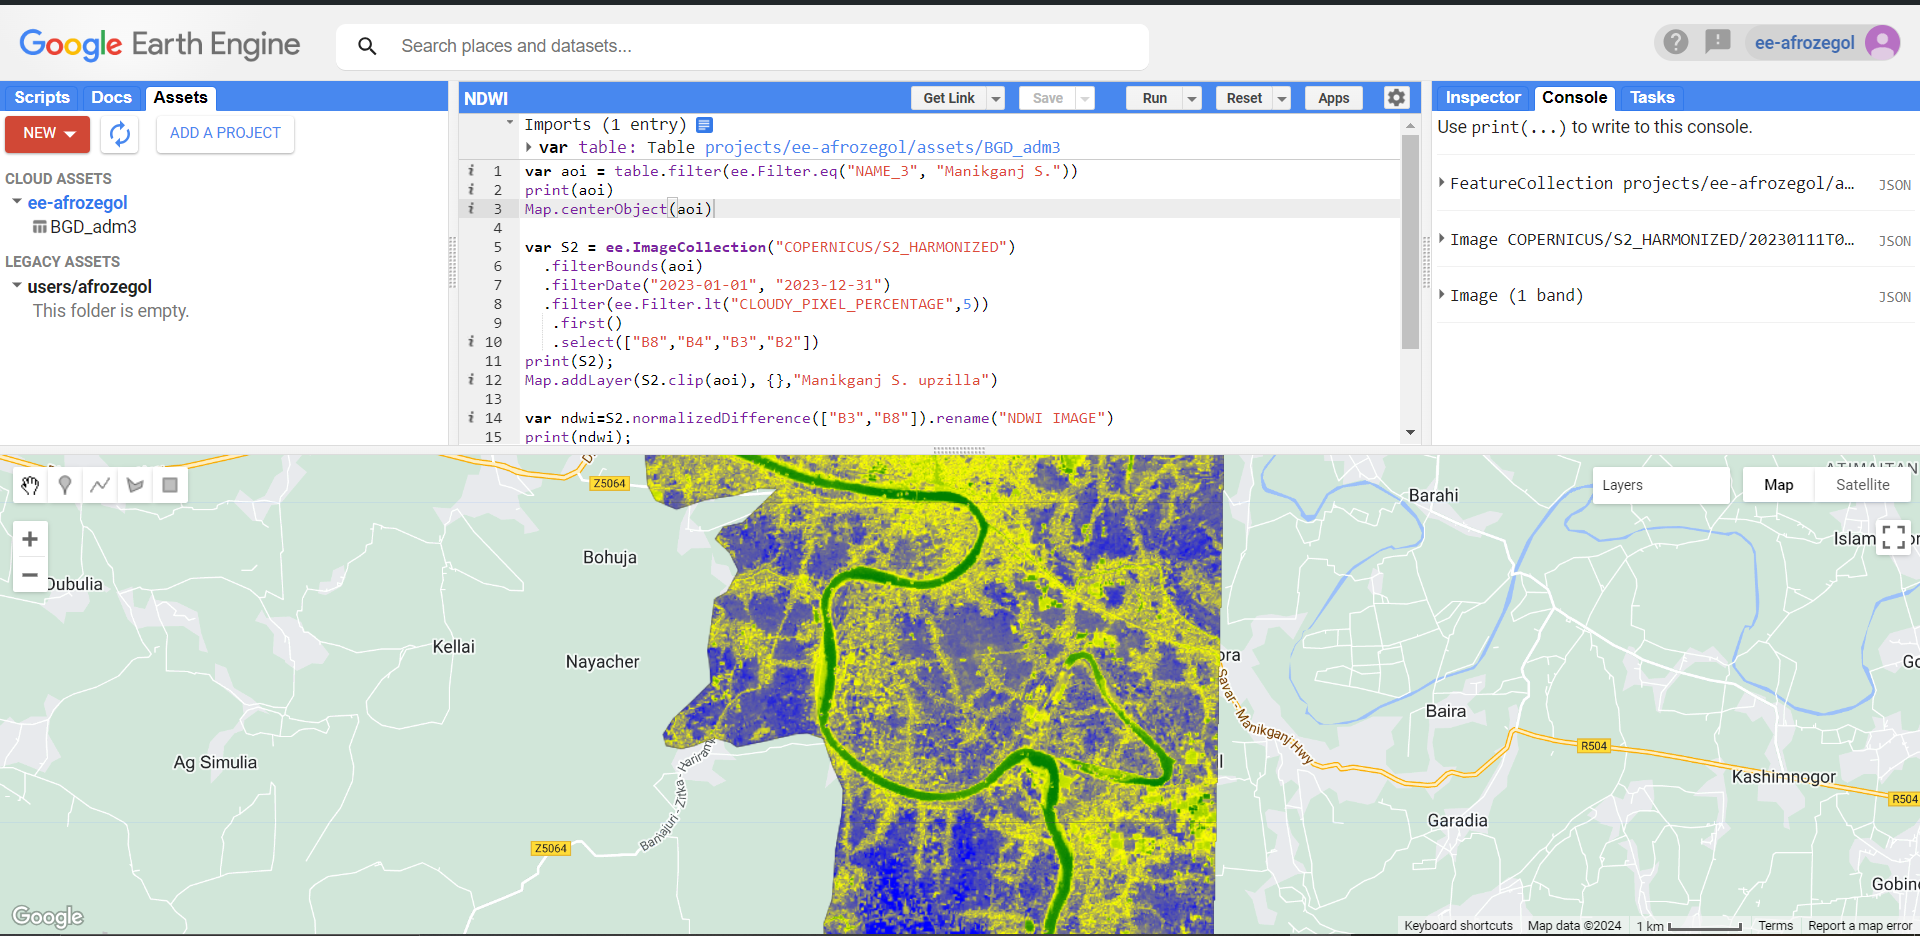 Google Earth Engine
Search places and datasets...
ee-afrozegol
Scripts Docs Assets
NEW
ADD A PROJECT
CLOUD ASSETS
ee-afrozegol
BGD_adm3
LEGACY ASSETS
users/afrozegol
This folder is empty.
NDWI
Get Link Save Run Reset Apps
Imports (1 entry)
var table: Table projects/ee-afrozegol/assets/BGD_adm3
i 1 var aoi = table.filter(ee.Filter.eq("NAME_3", "Manikganj S."))
i 2 print(aoi)
i 3 Map.centerObject(aoi)
4
5 var S2 = ee.ImageCollection("COPERNICUS/S2_HARMONIZED")
6 .filterBounds(aoi)
7 .filterDate("2023-01-01", "2023-12-31")
8 .filter(ee.Filter.lt("CLOUDY_PIXEL_PERCENTAGE",5))
9 .first()
i 10 .select(["B8","B4","B3","B2"])
11 print(S2);
i 12 Map.addLayer(S2.clip(aoi), {},"Manikganj S. upzilla")
13
i 14 var ndwi=S2.normalizedDifference(["B3","B8"]).rename("NDWI IMAGE")
15 print(ndwi);
Inspector Console Tasks
Use print(...) to write to this console.
FeatureCollection projects/ee-afrozegol/a... JSON
Image COPERNICUS/S2_HARMONIZED/20230111T0... JSON
Image (1 band) JSON
Z5064
Layers
Map Satellite
Barahi
Islam
Bohuja
Dubulia
Kellai
Nayacher
ora
Go
Savar - Manikganj Hwy
Baira
R504
Ag Simulia
Kashimnogor
R504
Garadia
Z5064
Gobin
Google
Keyboard shortcuts Map data ©2024 1 km Terms Report a map error